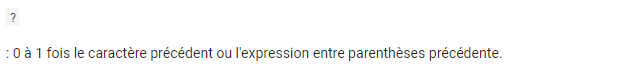 ?
: 0 à 1 fois le caractère précédent ou l'expression entre parenthèses précédente.